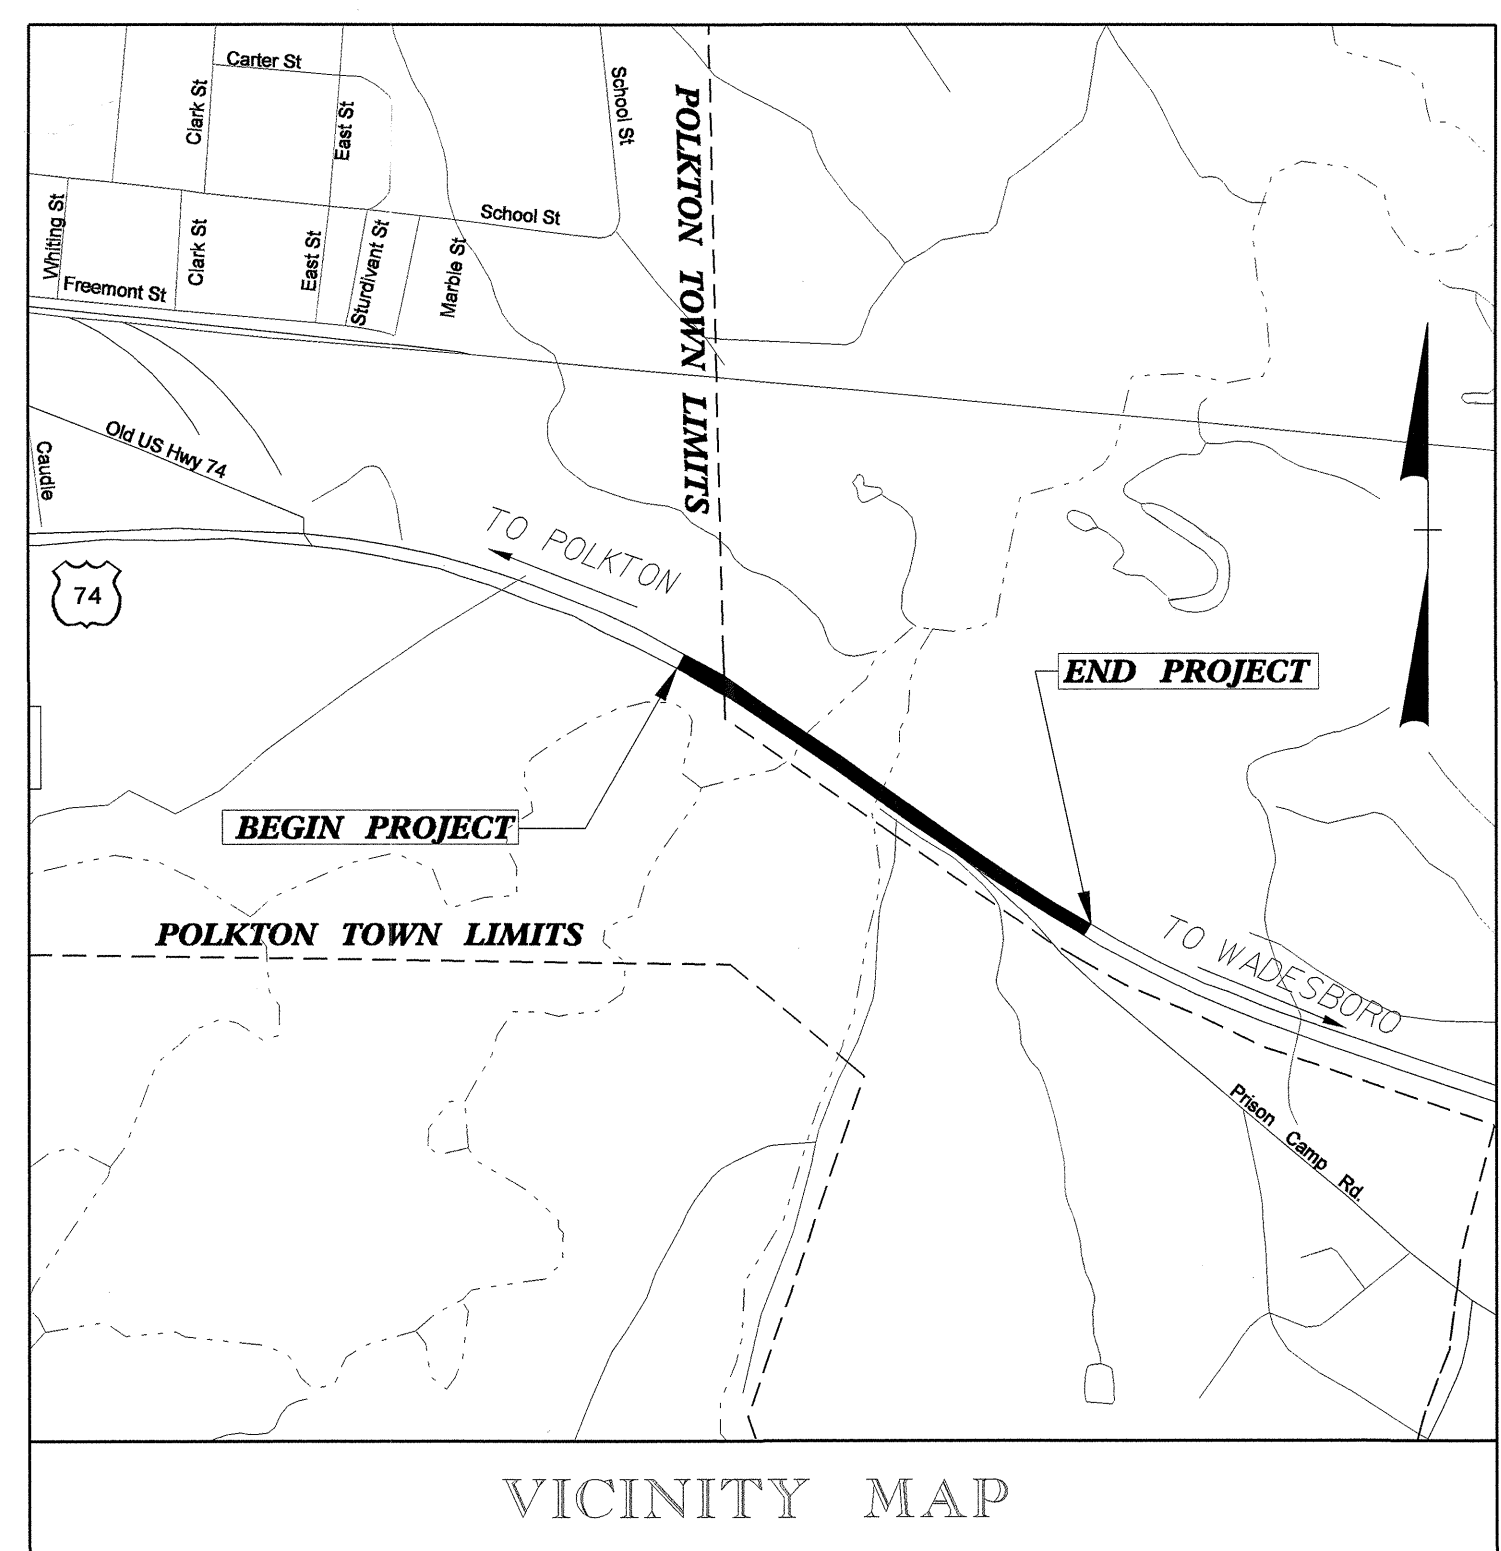 Carter St
Clark St
East St
School St
POLKTON TOWN LIMITS
Whiting St
Clark St
East St
Sturdivant St
Marble St
School St
Freemont St
Old US Hwy 74
Caudle
74
TO POLKTON
END PROJECT
BEGIN PROJECT
POLKTON TOWN LIMITS
TO WADESBORO
Prison Camp Rd.
VICINITY MAP